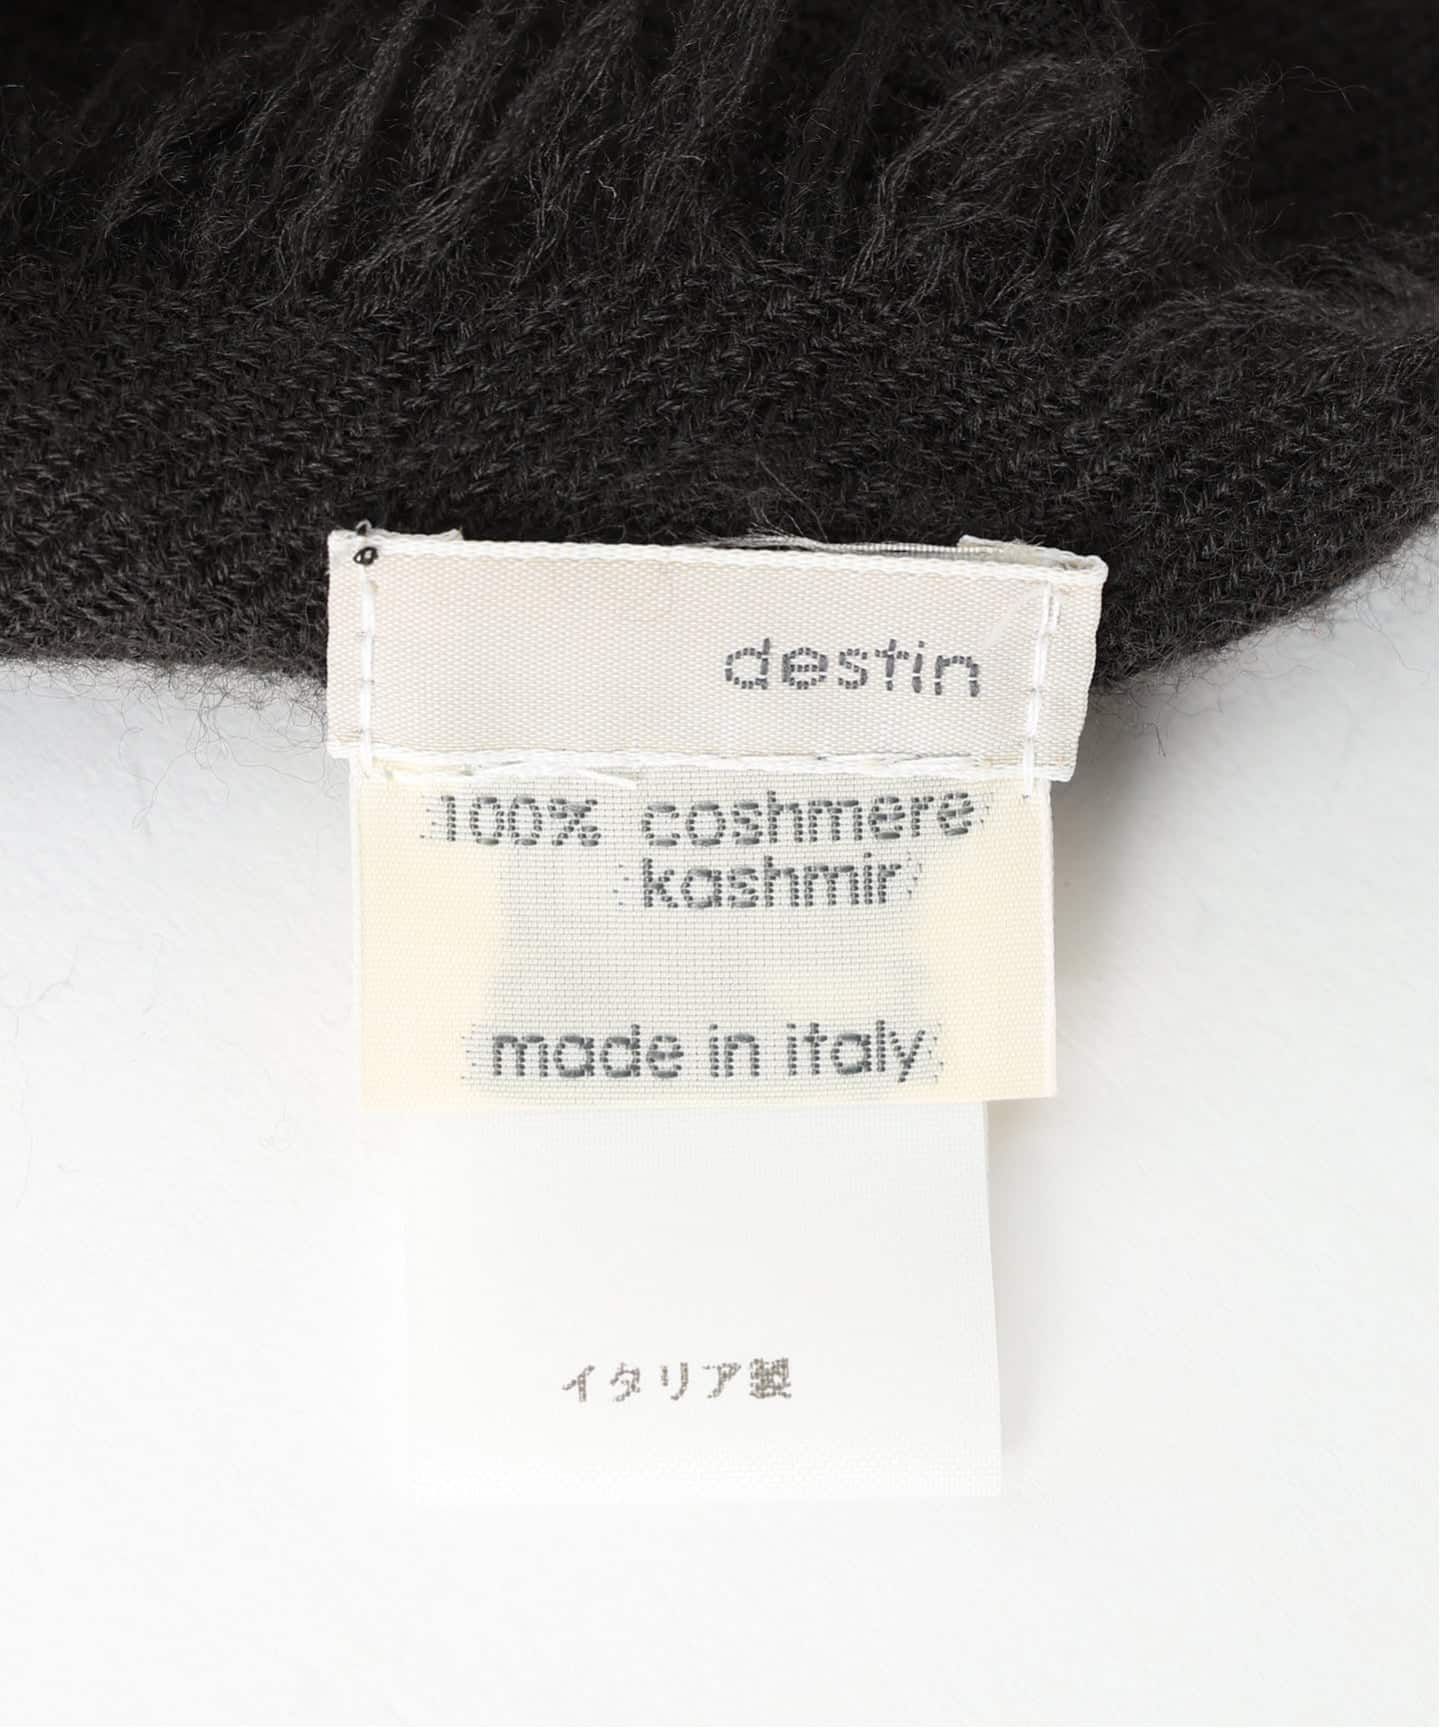 destin
100% cashmere
kashmir
made in italy
イタリア製